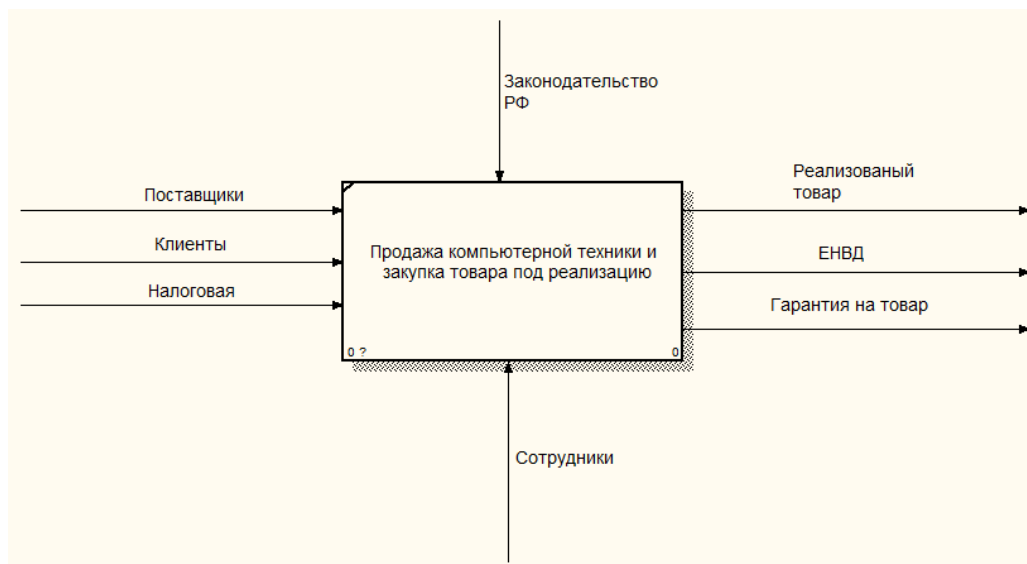 Законодательство
РФ
Поставщики
Клиенты
Налоговая
Продажа компьютерной техники и
закупка товара под реализацию
0 ?
0
Реализованый
товар
ЕНВД
Гарантия на товар
Сотрудники